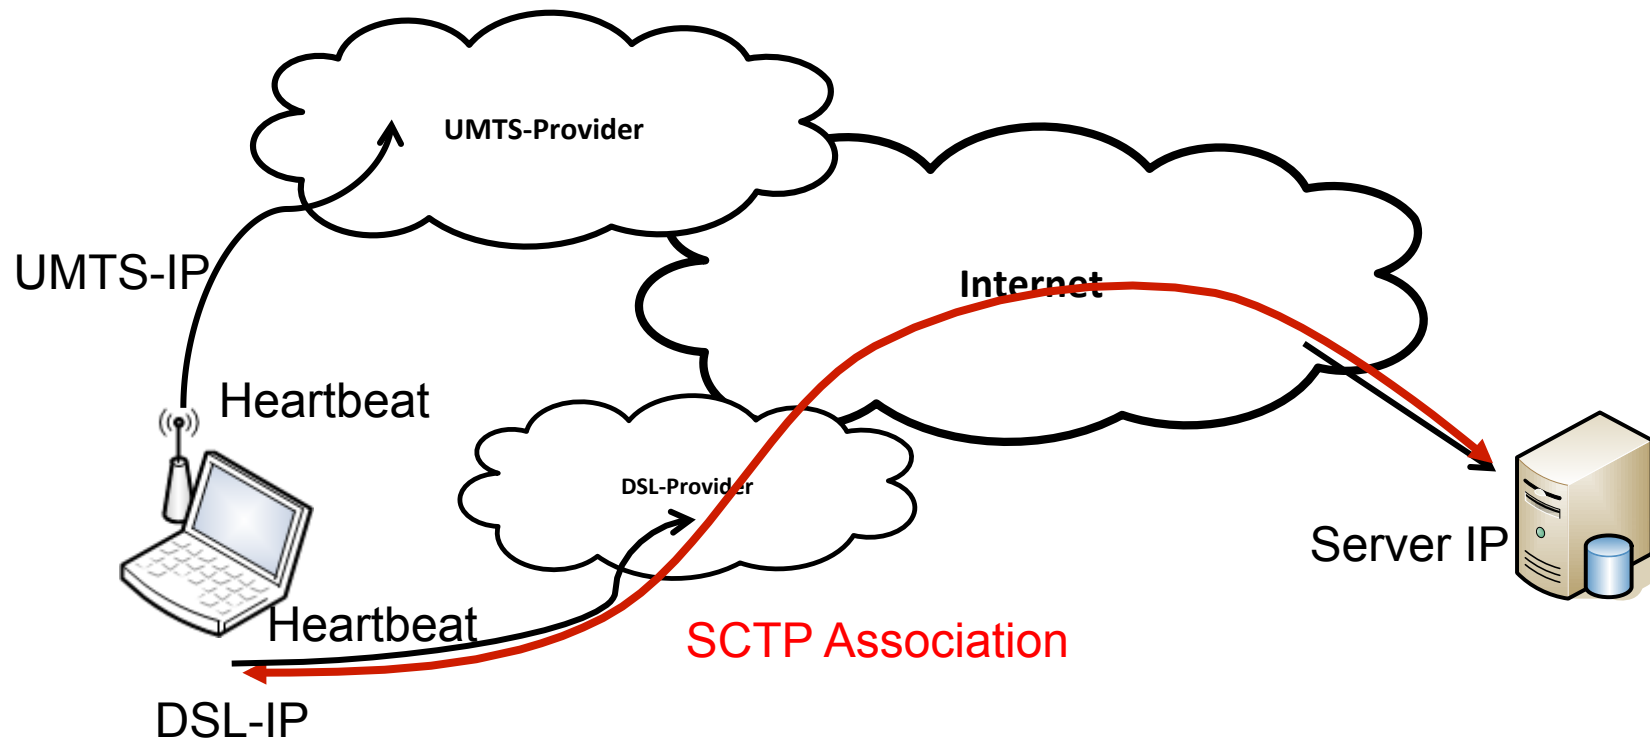 UMTS-Provider
UMTS-IP
Internet
Heartbeat
DSL-Provider
Server IP
Heartbeat
SCTP Association
DSL-IP